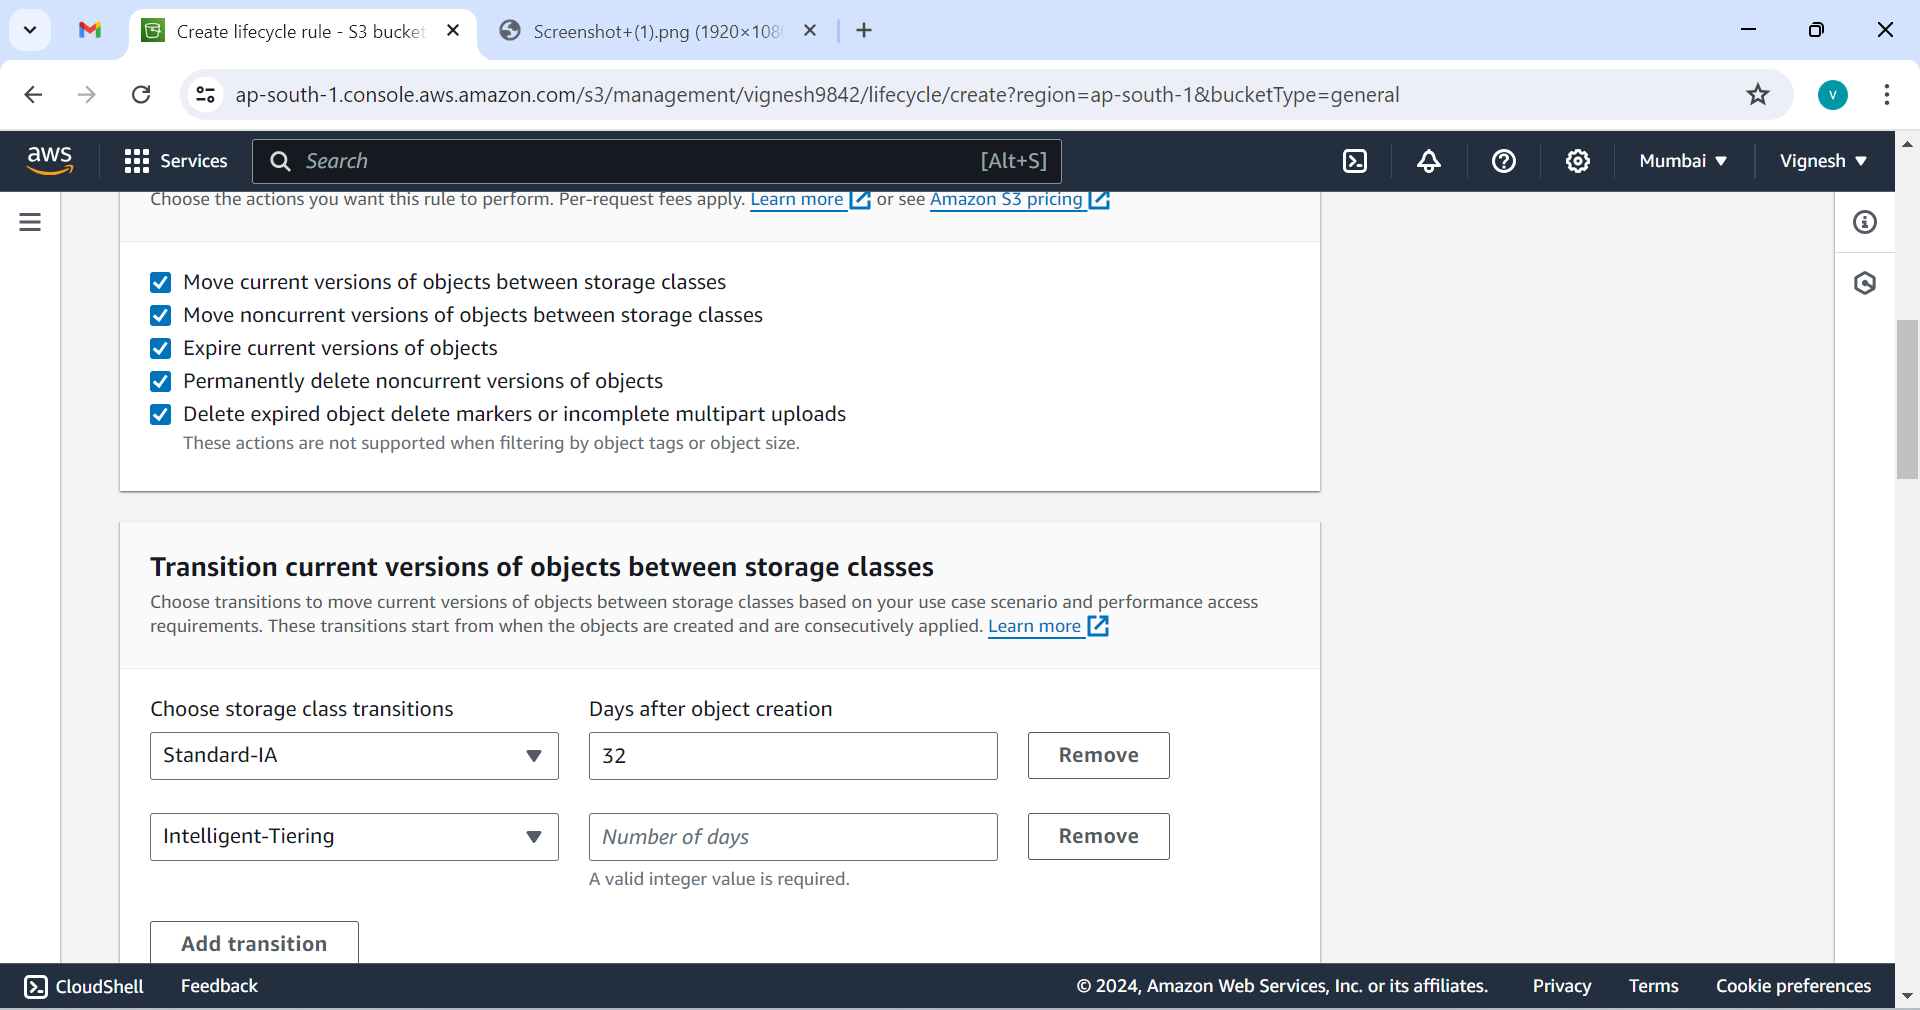 Create lifecycle rule - S3 bucket
Screenshot+(1).png (1920×108
ap-south-1.console.aws.amazon.com/s3/management/vignesh9842/lifecycle/create?region=ap-south-1&bucketType=general
V
aws
Services
Search
[Alt+S]
Mumbai
Vignesh
Choose the actions you want this rule to perform. Per-request fees apply. Learn more or see Amazon S3 pricing
Move current versions of objects between storage classes
Move noncurrent versions of objects between storage classes
Expire current versions of objects
Permanently delete noncurrent versions of objects
Delete expired object delete markers or incomplete multipart uploads
These actions are not supported when filtering by object tags or object size.
Transition current versions of objects between storage classes
Choose transitions to move current versions of objects between storage classes based on your use case scenario and performance access
requirements. These transitions start from when the objects are created and are consecutively applied. Learn more
Choose storage class transitions
Days after object creation
Standard-IA
32
Remove
Intelligent-Tiering
Number of days
Remove
A valid integer value is required.
Add transition
CloudShell
Feedback
© 2024, Amazon Web Services, Inc. or its affiliates.
Privacy
Terms
Cookie preferences